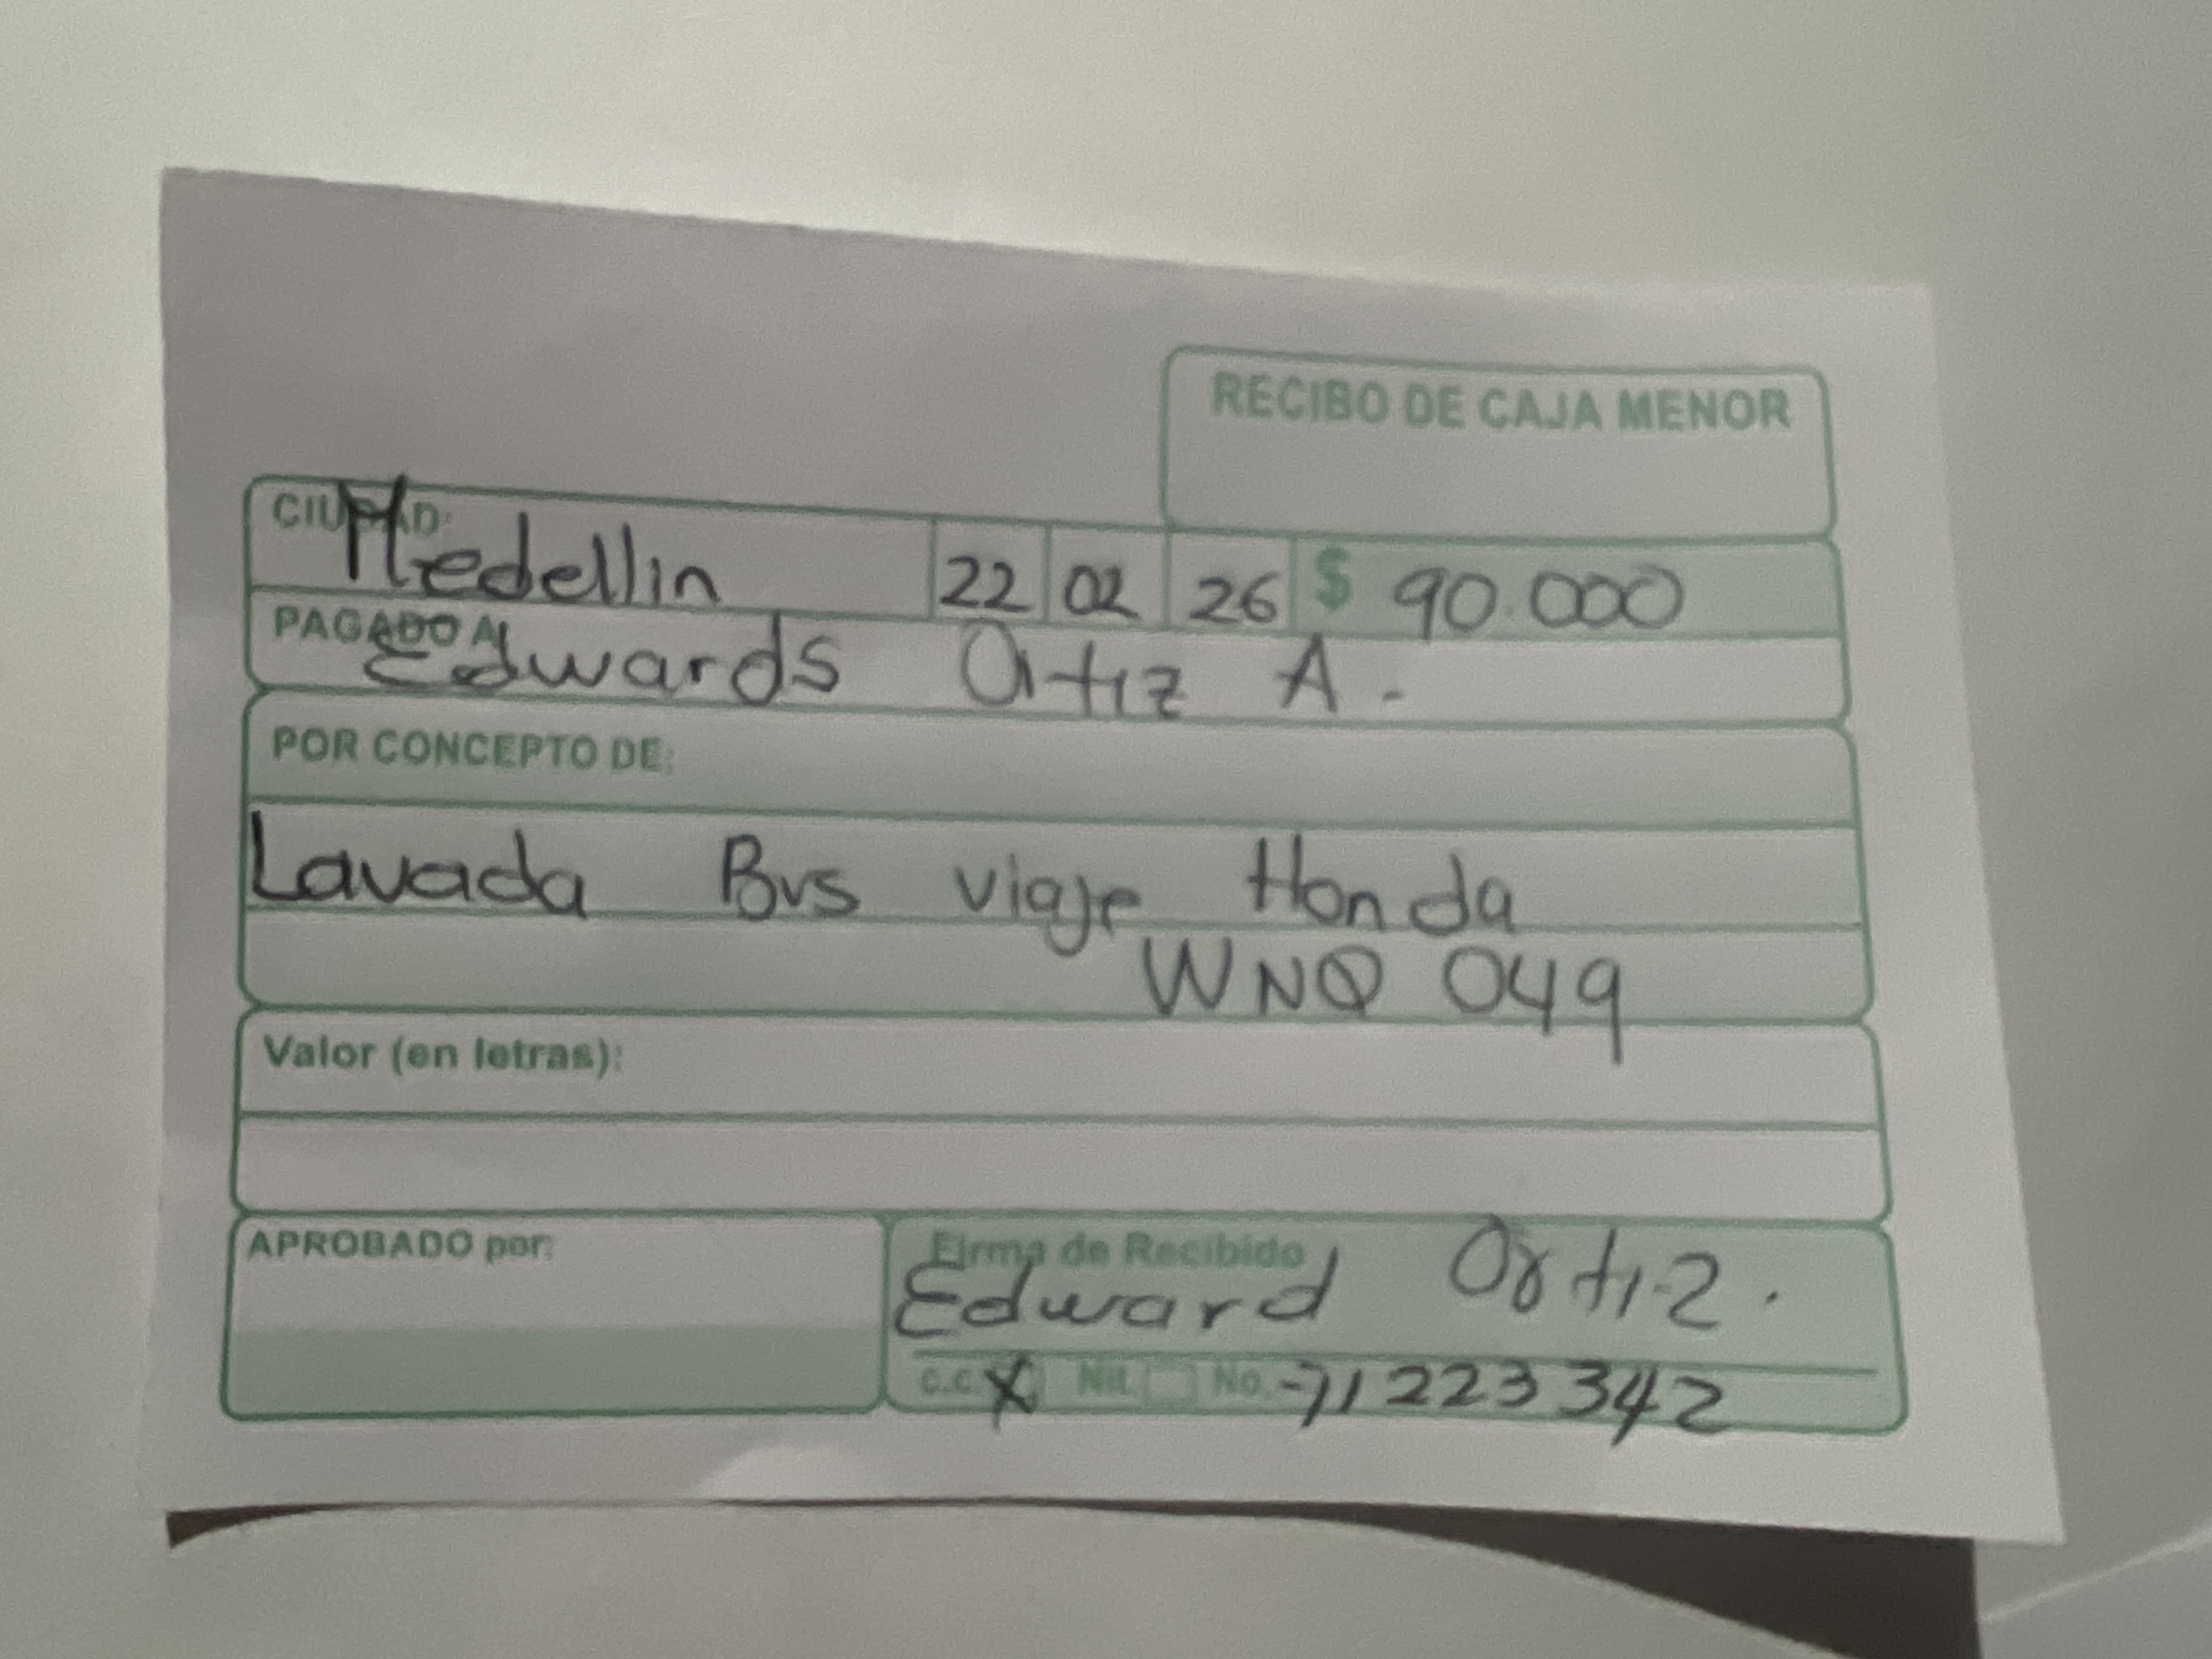 RECIBO DE CAJA MENOR
CIUDAD: Medellin 22 02 26 $ 90.000
PAGADO A: Edwards Ortiz A.
POR CONCEPTO DE:
Lavada Bus viaje Honda
WNQ 049
Valor (en letras):
APROBADO por:
Firma de Recibido
Edward Ortiz.
c.c. X Nit. No. 71223342